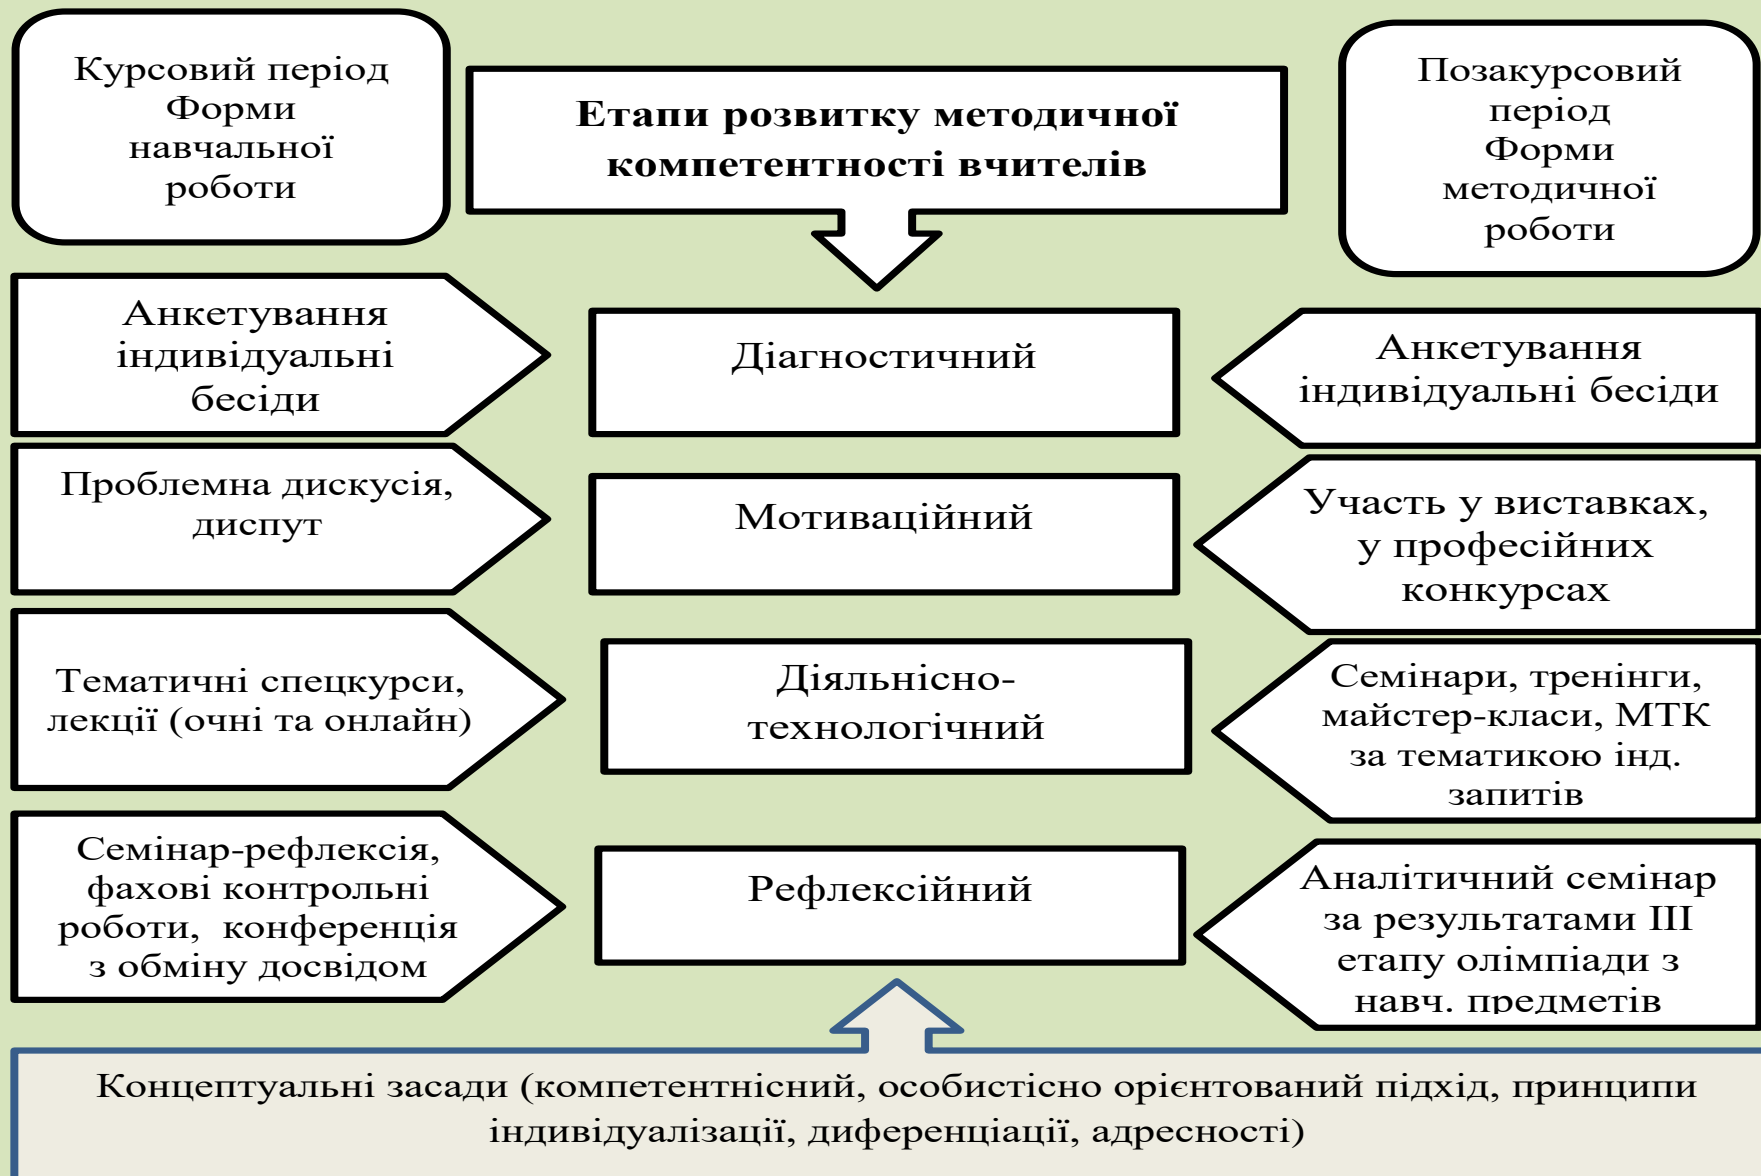 Курсовий період
Форми
навчальної
роботи
Етапи розвитку методичної
компетентності вчителів
Позакурсовий
період
Форми
методичної
роботи
Анкетування
індивідуальні
бесіди
Діагностичний
Анкетування
індивідуальні бесіди
Проблемна дискусія,
диспут
Мотиваційний
Участь у виставках,
у професійних
конкурсах
Тематичні спецкурси,
лекції (очні та онлайн)
Діяльнісно-
технологічний
Семінари, тренінги,
майстер-класи, МТК
за тематикою інд.
запитів
Семінар-рефлексія,
фахові контрольні
роботи, конференція
з обміну досвідом
Рефлексійний
Аналітичний семінар
за результатами ІІІ
етапу олімпіади з
навч. предметів
Концептуальні засади (компетентнісний, особистісно орієнтований підхід, принципи
індивідуалізації, диференціації, адресності)